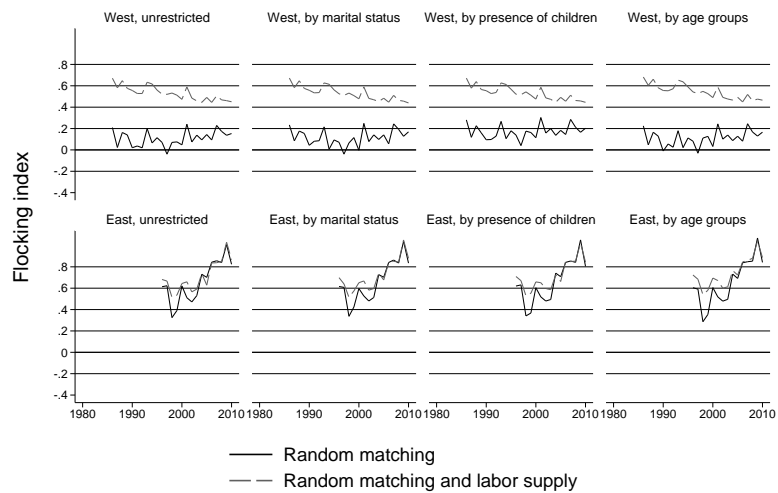 West, unrestricted
West, by marital status
West, by presence of children
West, by age groups
.8
.6
.4
.2
0
-.2
-.4
Flocking index
East, unrestricted
East, by marital status
East, by presence of children
East, by age groups
.8
.6
.4
.2
0
-.2
-.4
1980 1990 2000 2010
1980 1990 2000 2010
1980 1990 2000 2010
1980 1990 2000 2010
Random matching
Random matching and labor supply